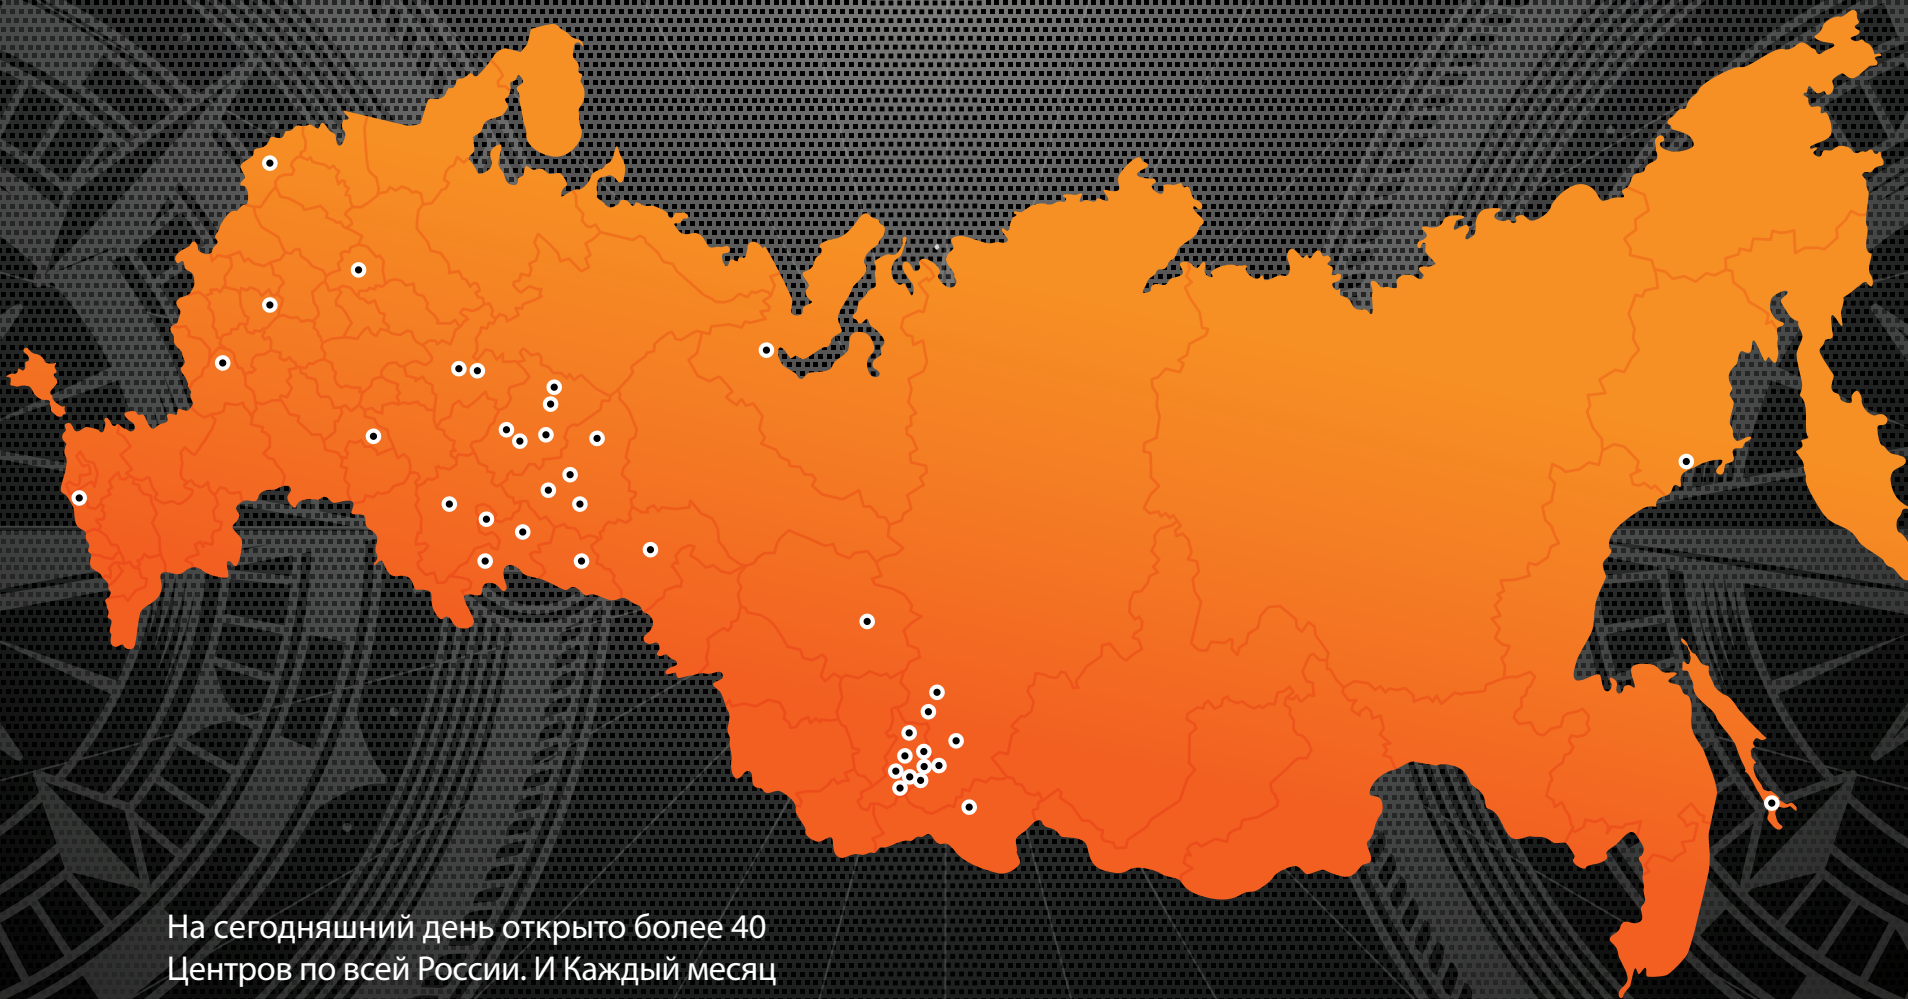 На сегодняшний день открыто более 40
Центров по всей России. И Каждый месяц